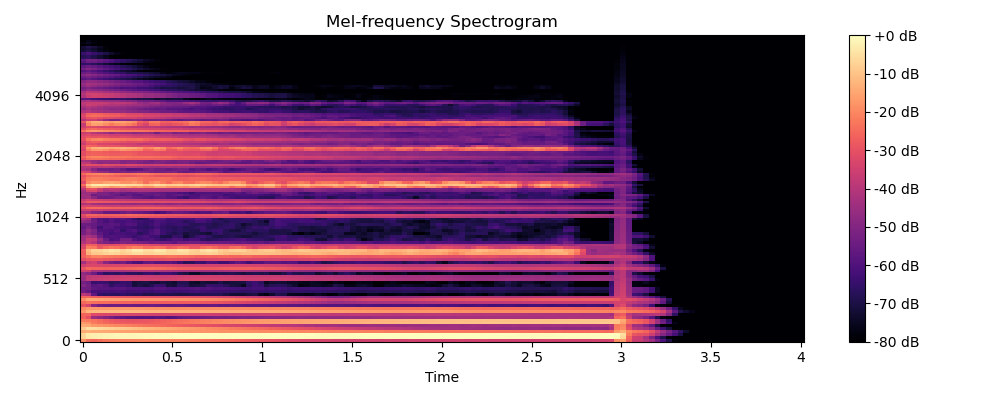 Mel-frequency Spectrogram
Hz
4096
2048
1024
512
0
0
0.5
1
1.5
2
2.5
3
3.5
4
Time
+0 dB
-10 dB
-20 dB
-30 dB
-40 dB
-50 dB
-60 dB
-70 dB
-80 dB